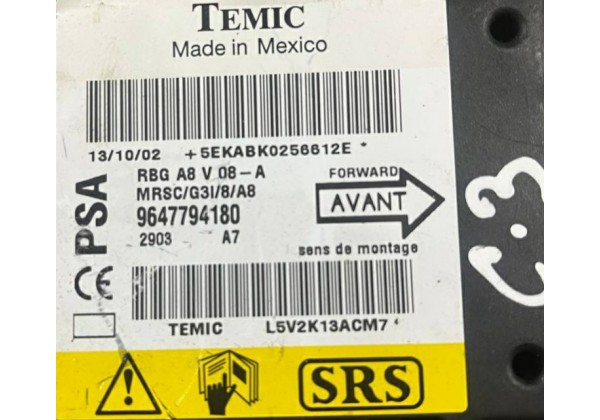 TEMIC
Made in Mexico
13/10/02 +5EKABK0256612E *
RBG A8 V 08-A
MRSC/G3I/8/A8
9647794180
2903 A7
PSA
CE
FORWARD
AVANT
sens de montage
TEMIC L5V2K13ACM7
SRS
C3